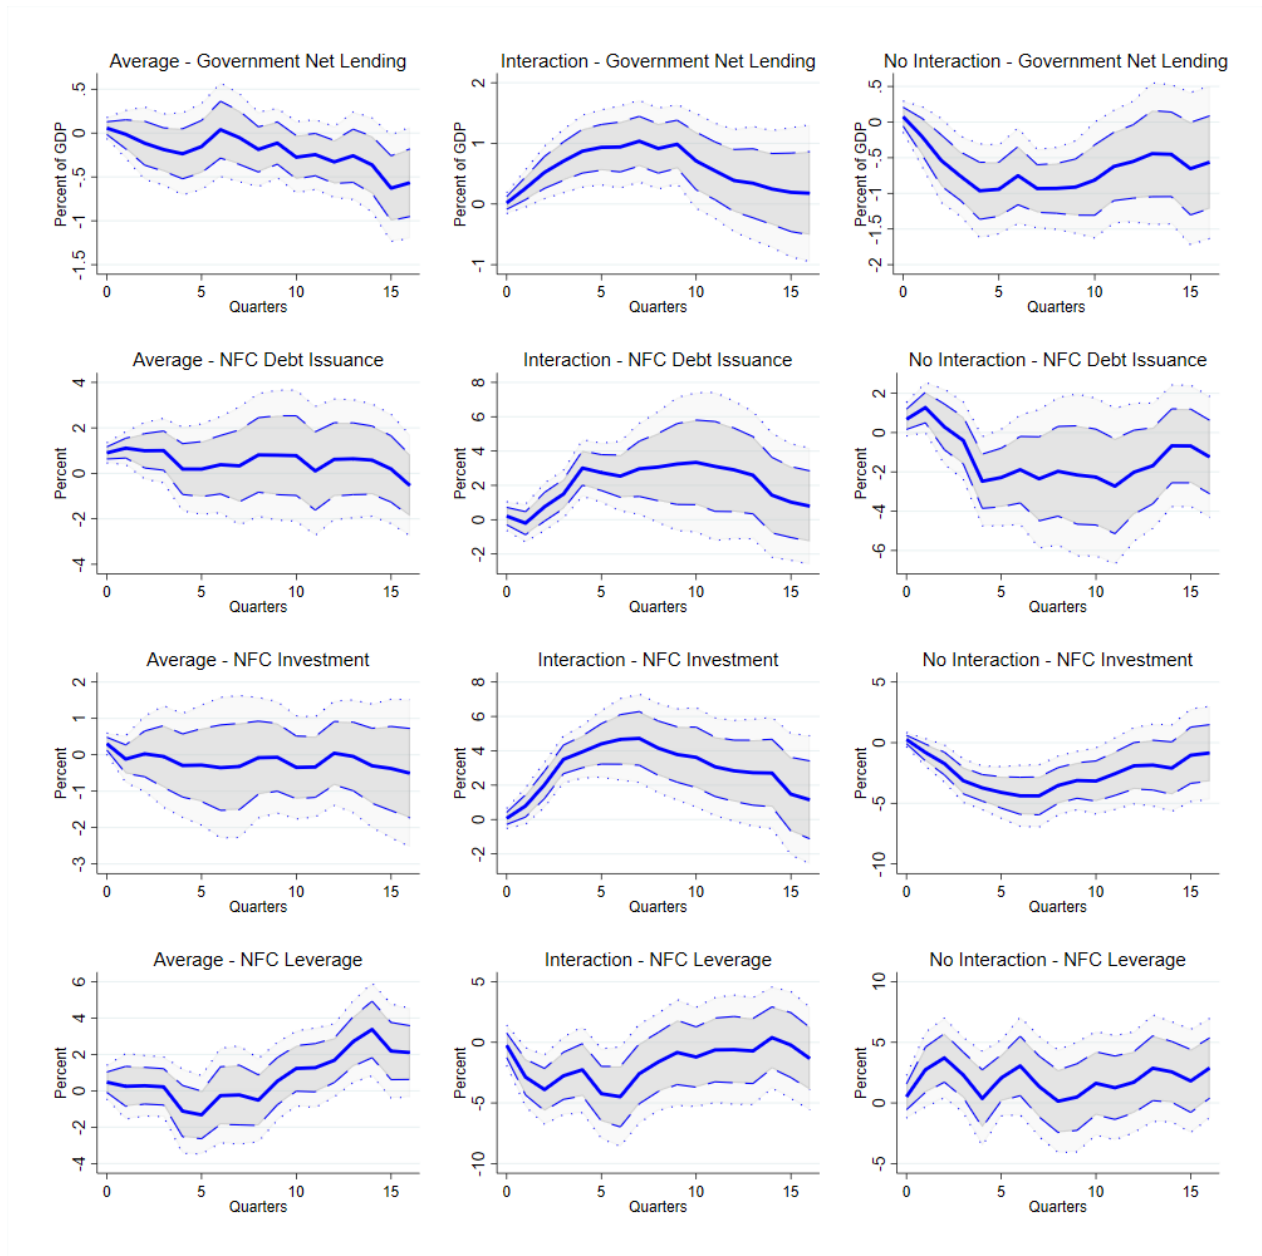 Average - Government Net Lending
Percent of GDP
.5
0
-.5
-1
-1.5
0 5 10 15
Quarters
Interaction - Government Net Lending
Percent of GDP
2
1
0
-1
0 5 10 15
Quarters
No Interaction - Government Net Lending
Percent of GDP
.5
0
-.5
-1
-1.5
-2
0 5 10 15
Quarters
Average - NFC Debt Issuance
Percent
4
2
0
-2
-4
0 5 10 15
Quarters
Interaction - NFC Debt Issuance
Percent
8
6
4
2
0
-2
0 5 10 15
Quarters
No Interaction - NFC Debt Issuance
Percent
2
0
-2
-4
-6
0 5 10 15
Quarters
Average - NFC Investment
Percent
2
1
0
-1
-2
-3
0 5 10 15
Quarters
Interaction - NFC Investment
Percent
8
6
4
2
0
-2
0 5 10 15
Quarters
No Interaction - NFC Investment
Percent
5
0
-5
-10
0 5 10 15
Quarters
Average - NFC Leverage
Percent
6
4
2
0
-2
-4
0 5 10 15
Quarters
Interaction - NFC Leverage
Percent
5
0
-5
-10
0 5 10 15
Quarters
No Interaction - NFC Leverage
Percent
10
5
0
-5
0 5 10 15
Quarters